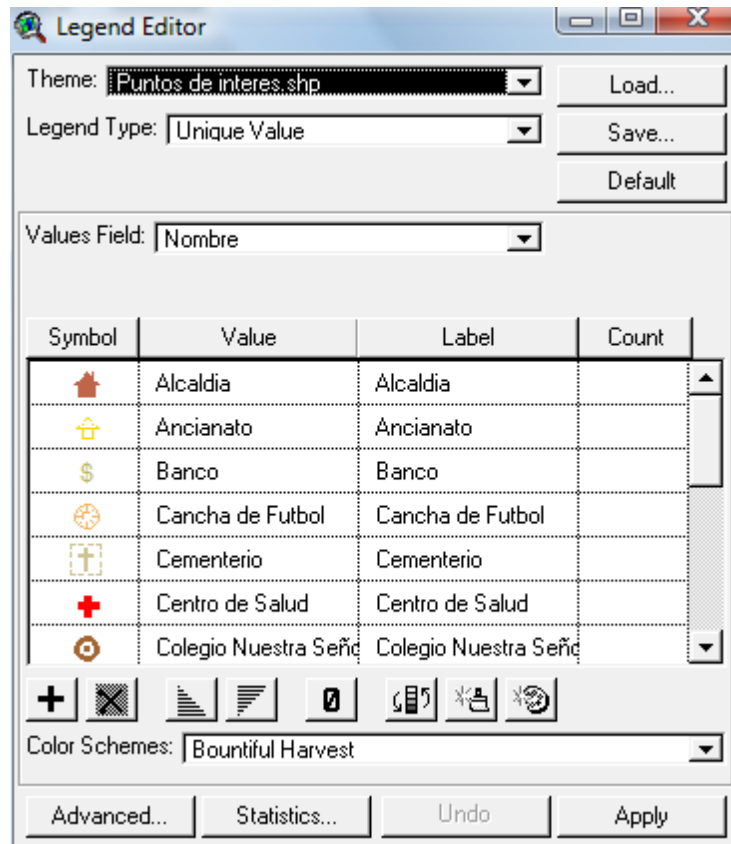 Legend Editor
Theme: Puntos de interes.shp
Load...
Legend Type: Unique Value
Save...
Default
Values Field: Nombre
Symbol Value Label Count
Alcaldia Alcaldia
Ancianato Ancianato
$ Banco Banco
Cancha de Futbol Cancha de Futbol
Cementerio Cementerio
Centro de Salud Centro de Salud
Colegio Nuestra Seño Colegio Nuestra Seño
0
Color Schemes: Bountiful Harvest
Advanced... Statistics... Undo Apply